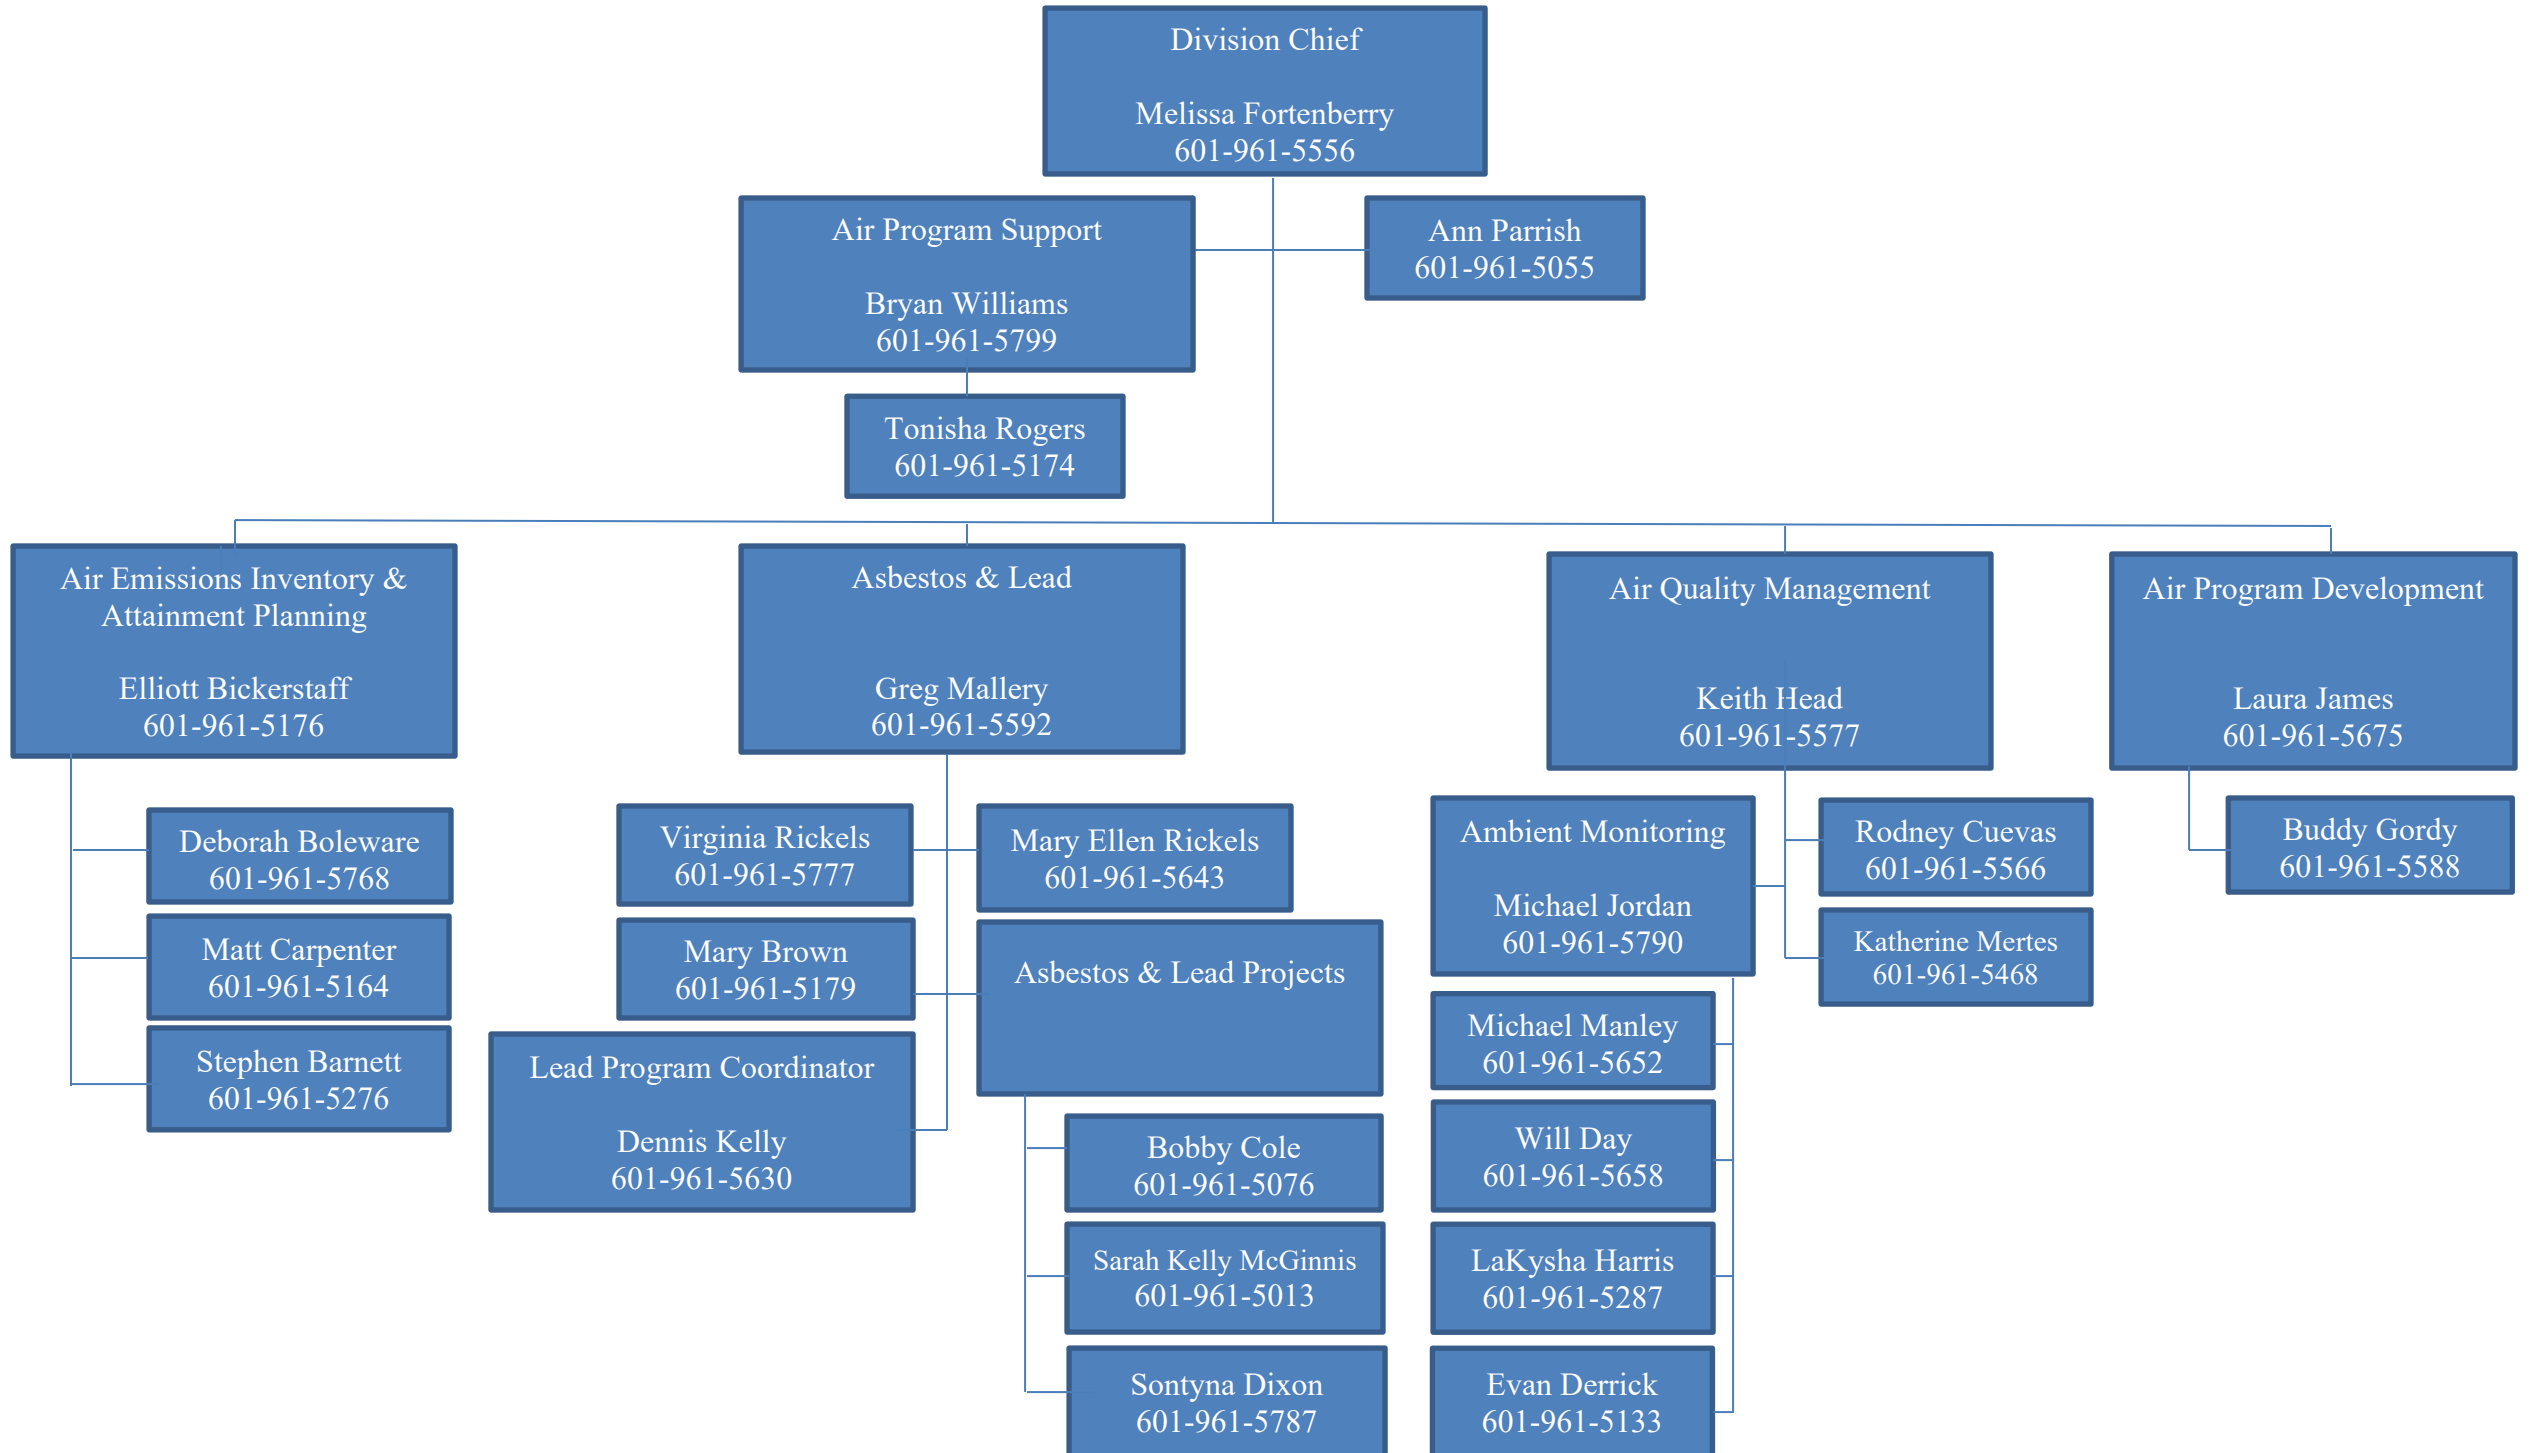 Division Chief
Melissa Fortenberry
601-961-5556
Air Program Support
Bryan Williams
601-961-5799
Ann Parrish
601-961-5055
Tonisha Rogers
601-961-5174
Air Emissions Inventory &
Attainment Planning
Elliott Bickerstaff
601-961-5176
Deborah Boleware
601-961-5768
Matt Carpenter
601-961-5164
Stephen Barnett
601-961-5276
Asbestos & Lead
Greg Mallery
601-961-5592
Virginia Rickels
601-961-5777
Mary Ellen Rickels
601-961-5643
Mary Brown
601-961-5179
Asbestos & Lead Projects
Lead Program Coordinator
Dennis Kelly
601-961-5630
Bobby Cole
601-961-5076
Sarah Kelly McGinnis
601-961-5013
Sontyna Dixon
601-961-5787
Air Quality Management
Keith Head
601-961-5577
Ambient Monitoring
Michael Jordan
601-961-5790
Rodney Cuevas
601-961-5566
Katherine Mertes
601-961-5468
Michael Manley
601-961-5652
Will Day
601-961-5658
LaKysha Harris
601-961-5287
Evan Derrick
601-961-5133
Air Program Development
Laura James
601-961-5675
Buddy Gordy
601-961-5588